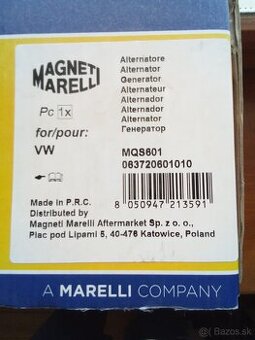 MAGNETI
MARELLI
Pc 1x
for/pour:
VW
Alternatore
Alternator
Generator
Alternateur
Alternador
Alternador
Alternator
Генератор
MQS601
063720601010
8 050947 213591
Made in P.R.C.
Distributed by
Magneti Marelli Aftermarket Sp. z o. o.,
Plac pod Lipami 5, 40-476 Katowice, Poland
A MARELLI COMPANY
Bazos.sk